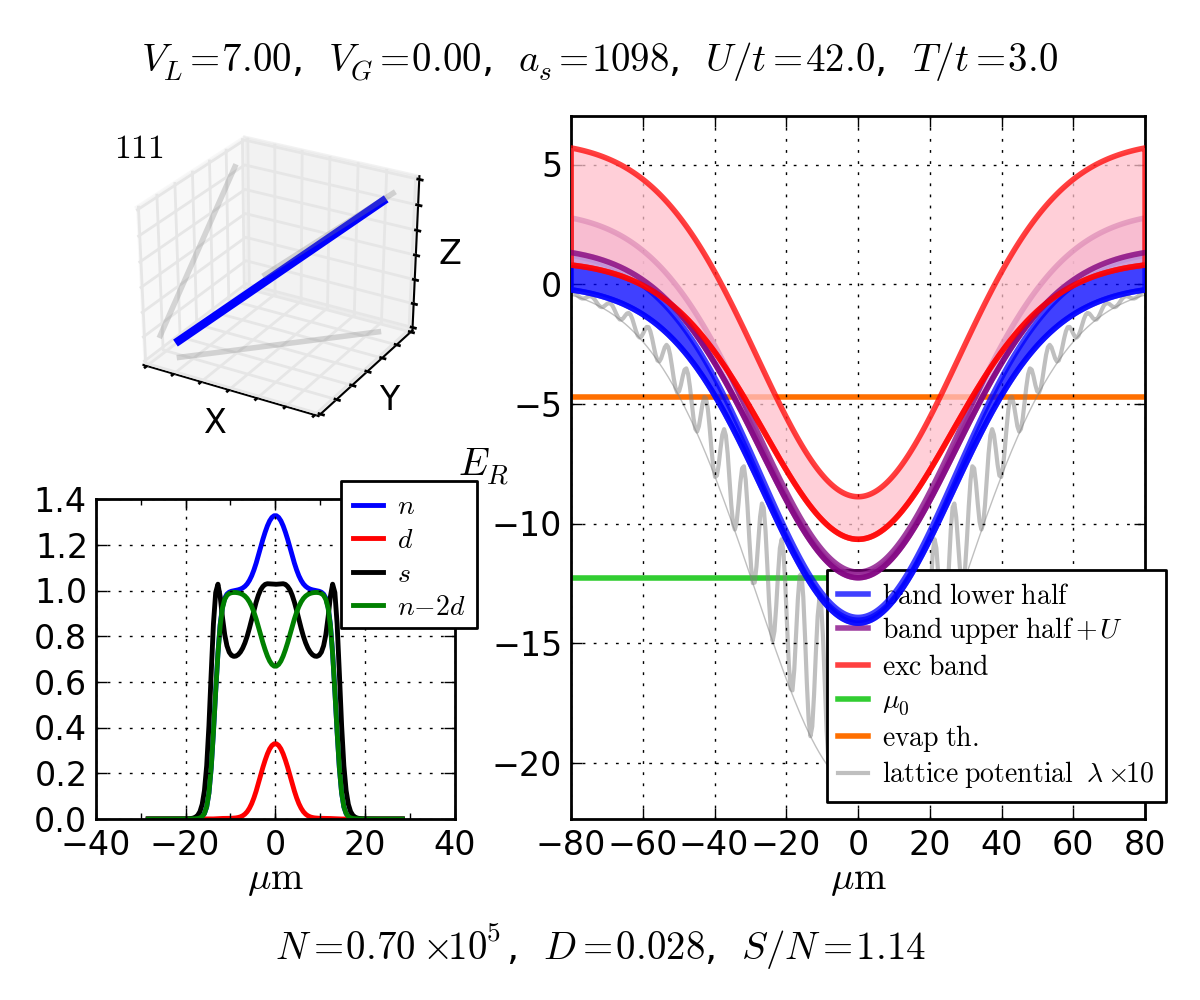 V_L=7.00, V_G=0.00, a_s=1098, U/t=42.0, T/t=3.0
111
Z
Y
X
E_R
5
0
−5
−10
−15
−20
band lower half
band upper half+U
exc band
μ_0
evap th.
lattice potential λ×10
−80 −60 −40 −20 0 20 40 60 80
μm
n
d
s
n−2d
1.4
1.2
1.0
0.8
0.6
0.4
0.2
0.0
−40 −20 0 20 40
μm
N=0.70×10^5, D=0.028, S/N=1.14